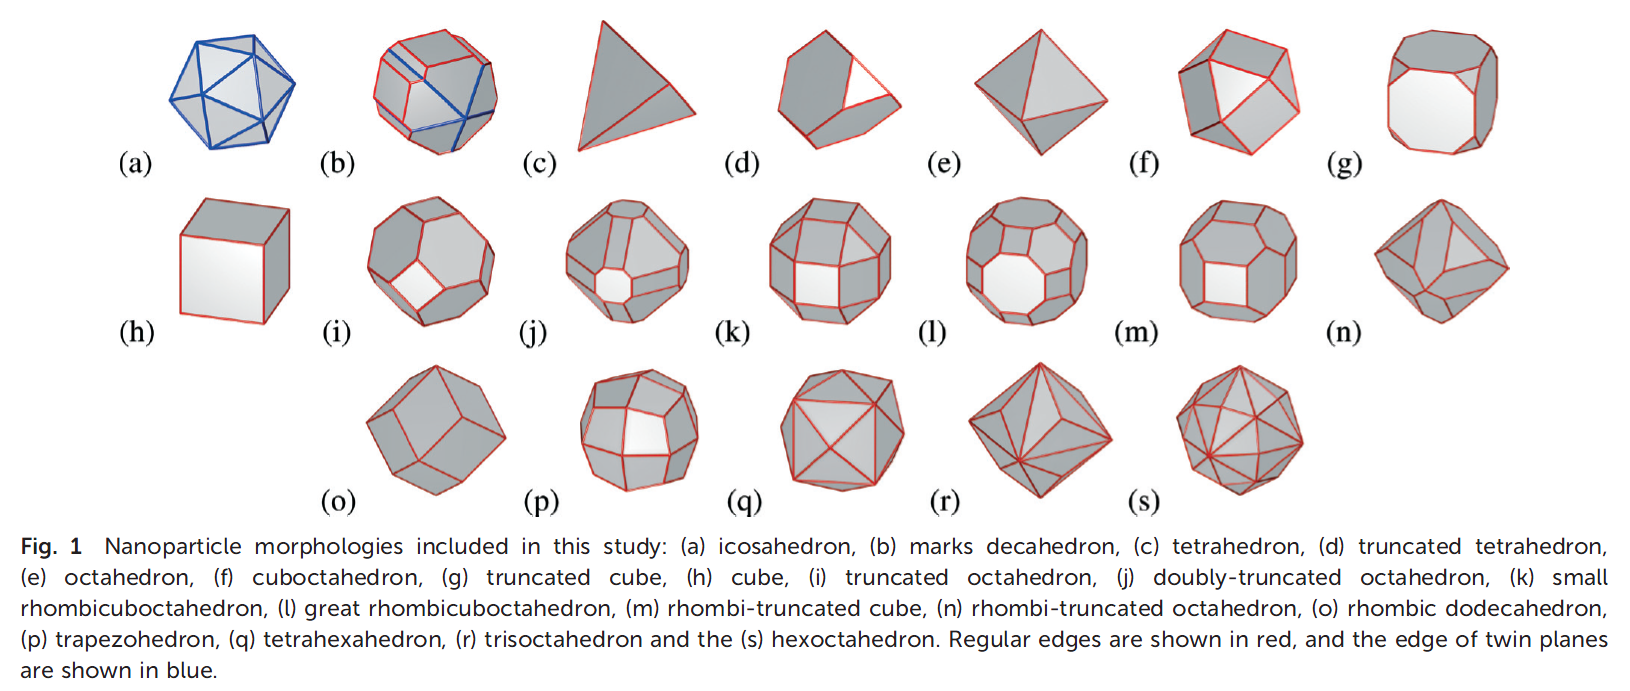 (a) (b) (c) (d) (e) (f) (g)
(h) (i) (j) (k) (l) (m) (n)
(o) (p) (q) (r) (s)
Fig. 1 Nanoparticle morphologies included in this study: (a) icosahedron, (b) marks decahedron, (c) tetrahedron, (d) truncated tetrahedron,
(e) octahedron, (f) cuboctahedron, (g) truncated cube, (h) cube, (i) truncated octahedron, (j) doubly-truncated octahedron, (k) small
rhombicuboctahedron, (l) great rhombicuboctahedron, (m) rhombi-truncated cube, (n) rhombi-truncated octahedron, (o) rhombic dodecahedron,
(p) trapezohedron, (q) tetrahexahedron, (r) trisoctahedron and the (s) hexoctahedron. Regular edges are shown in red, and the edge of twin planes
are shown in blue.